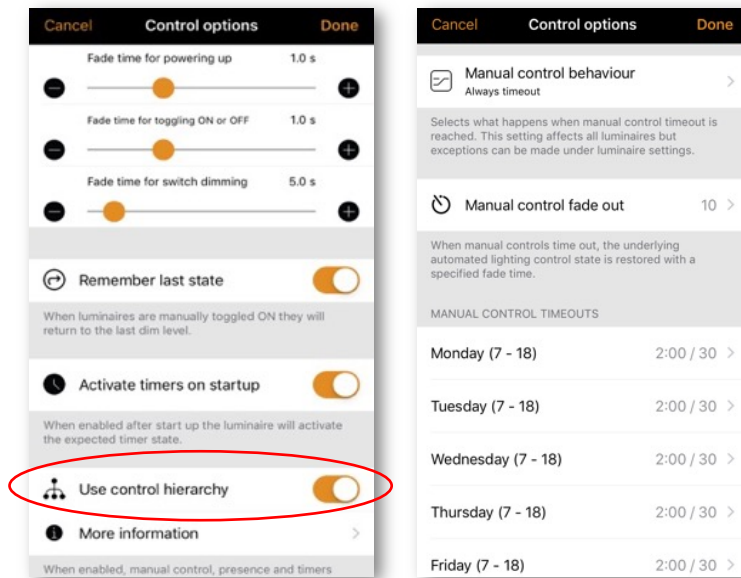 Cancel Control options Done
Fade time for powering up 1.0 s
Fade time for toggling ON or OFF 1.0 s
Fade time for switch dimming 5.0 s
Remember last state
When luminaires are manually toggled ON they will
return to the last dim level.
Activate timers on startup
When enabled after start up the luminaire will activate
the expected timer state.
Use control hierarchy
More information
When enabled, manual control, presence and timers
Cancel Control options Done
Manual control behaviour
Always timeout
Selects what happens when manual control timeout is
reached. This setting affects all luminaires but
exceptions can be made under luminaire settings.
Manual control fade out 10
When manual controls time out, the underlying
automated lighting control state is restored with a
specified fade time.
MANUAL CONTROL TIMEOUTS
Monday (7 - 18) 2:00 / 30
Tuesday (7 - 18) 2:00 / 30
Wednesday (7 - 18) 2:00 / 30
Thursday (7 - 18) 2:00 / 30
Friday (7 - 18) 2:00 / 30